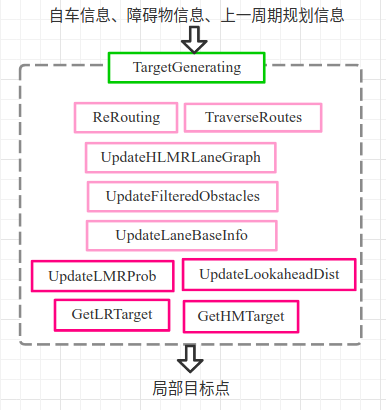 自车信息、障碍物信息、上一周期规划信息
TargetGenerating
ReRouting TraverseRoutes
UpdateHLMRLaneGraph
UpdateFilteredObstacles
UpdateLaneBaseInfo
UpdateLMRProb UpdateLookaheadDist
GetLRTarget GetHMTarget
局部目标点